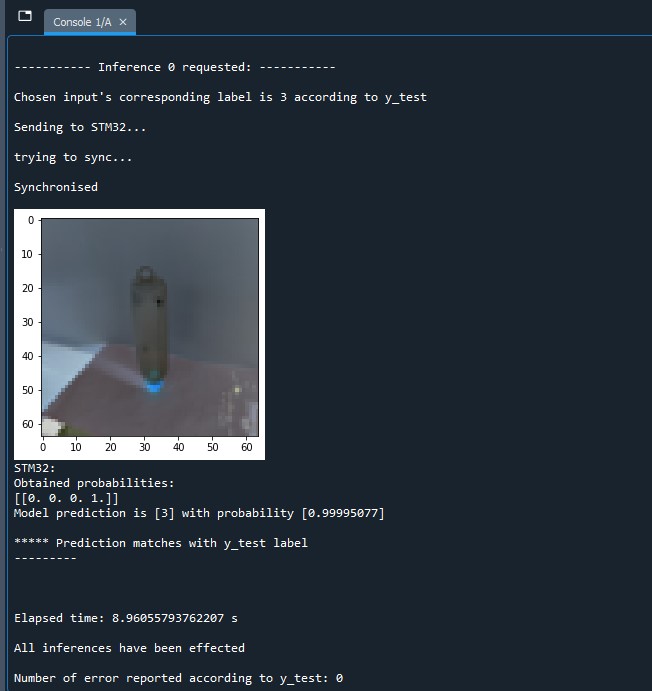 Console 1/A
----------- Inference 0 requested: -----------
Chosen input's corresponding label is 3 according to y_test
Sending to STM32...
trying to sync...
Synchronised
0
10
20
30
40
50
60
0 10 20 30 40 50 60
STM32:
Obtained probabilities:
[[0. 0. 0. 1.]]
Model prediction is [3] with probability [0.99995077]
***** Prediction matches with y_test label
---------
Elapsed time: 8.96055793762207 s
All inferences have been effected
Number of error reported according to y_test: 0